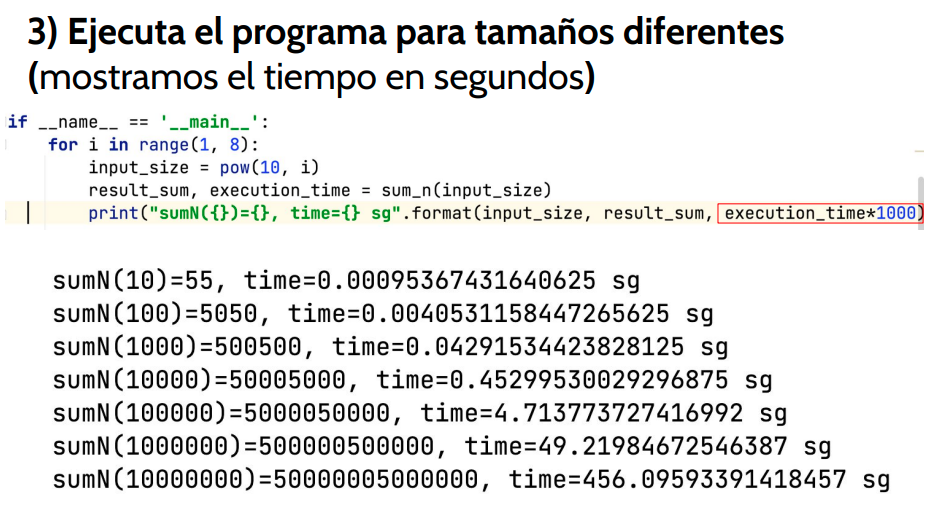 3) Ejecuta el programa para tamaños diferentes
(mostramos el tiempo en segundos)
if __name__ == '__main__':
for i in range(1, 8):
input_size = pow(10, i)
result_sum, execution_time = sum_n(input_size)
print("sumN({})={}, time={} sg".format(input_size, result_sum, execution_time*1000)
sumN(10)=55, time=0.00095367431640625 sg
sumN(100)=5050, time=0.0040531158447265625 sg
sumN(1000)=500500, time=0.04291534423828125 sg
sumN(10000)=50005000, time=0.45299530029296875 sg
sumN(100000)=5000050000, time=4.713773727416992 sg
sumN(1000000)=500000500000, time=49.21984672546387 sg
sumN(10000000)=50000005000000, time=456.09593391418457 sg